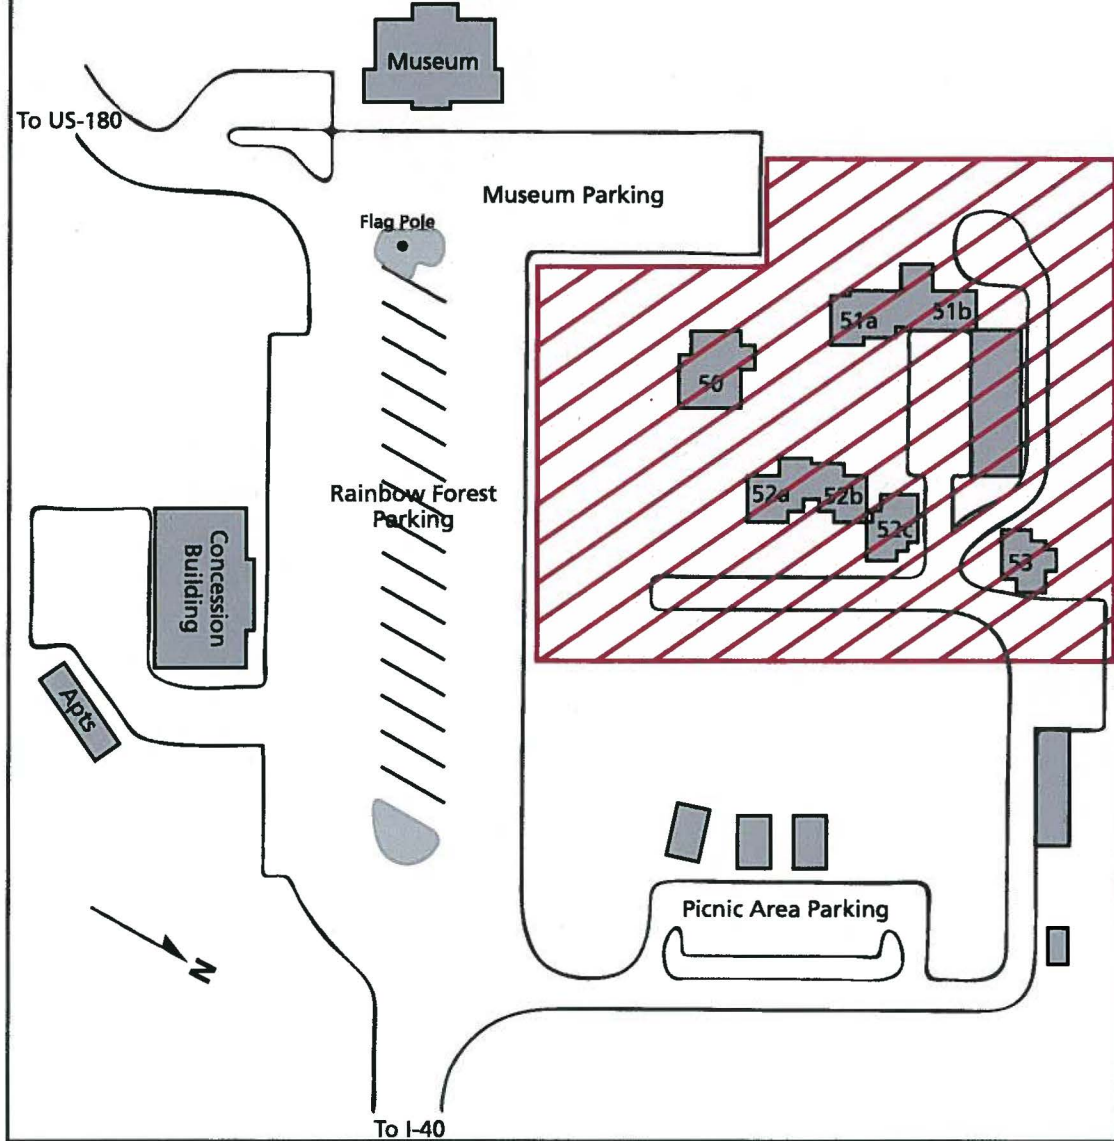 Museum
To US-180
Museum Parking
Flag Pole
51a
51b
50
Rainbow Forest
Parking
52a
52b
52c
53
Concession
Building
Apts
Picnic Area Parking
N
To I-40